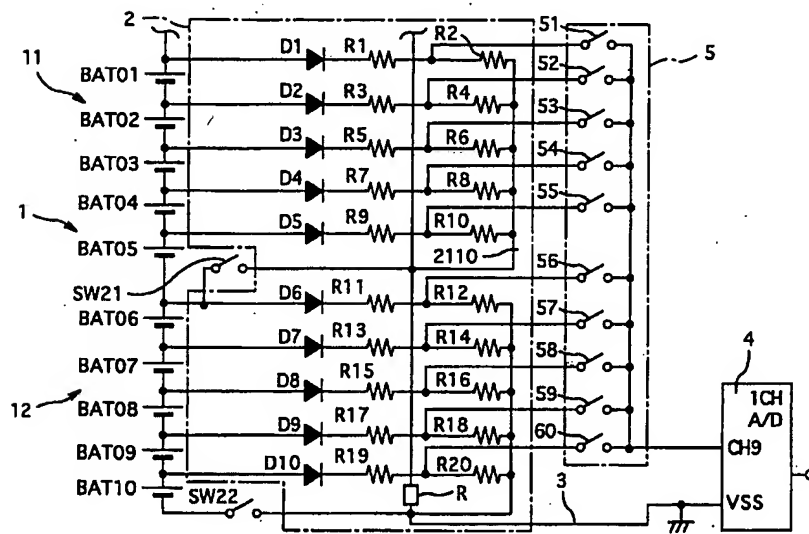 2
D1 R1 R2 51
5
11 BAT01
52
D2 R3 R4
BAT02 53
D3 R5 R6
BAT03 54
D4 R7 R8
1 BAT04 55
D5 R9 R10
BAT05 2110
56
SW21
D6 R11 R12
BAT06 57
D7 R13 R14
BAT07 58
D8 R15 R16
12 BAT08 59 4
D9 R17 R18 1CH
A/D
BAT09 60
D10 R19 R20 CH9
BAT10 SW22
R 3 VSS